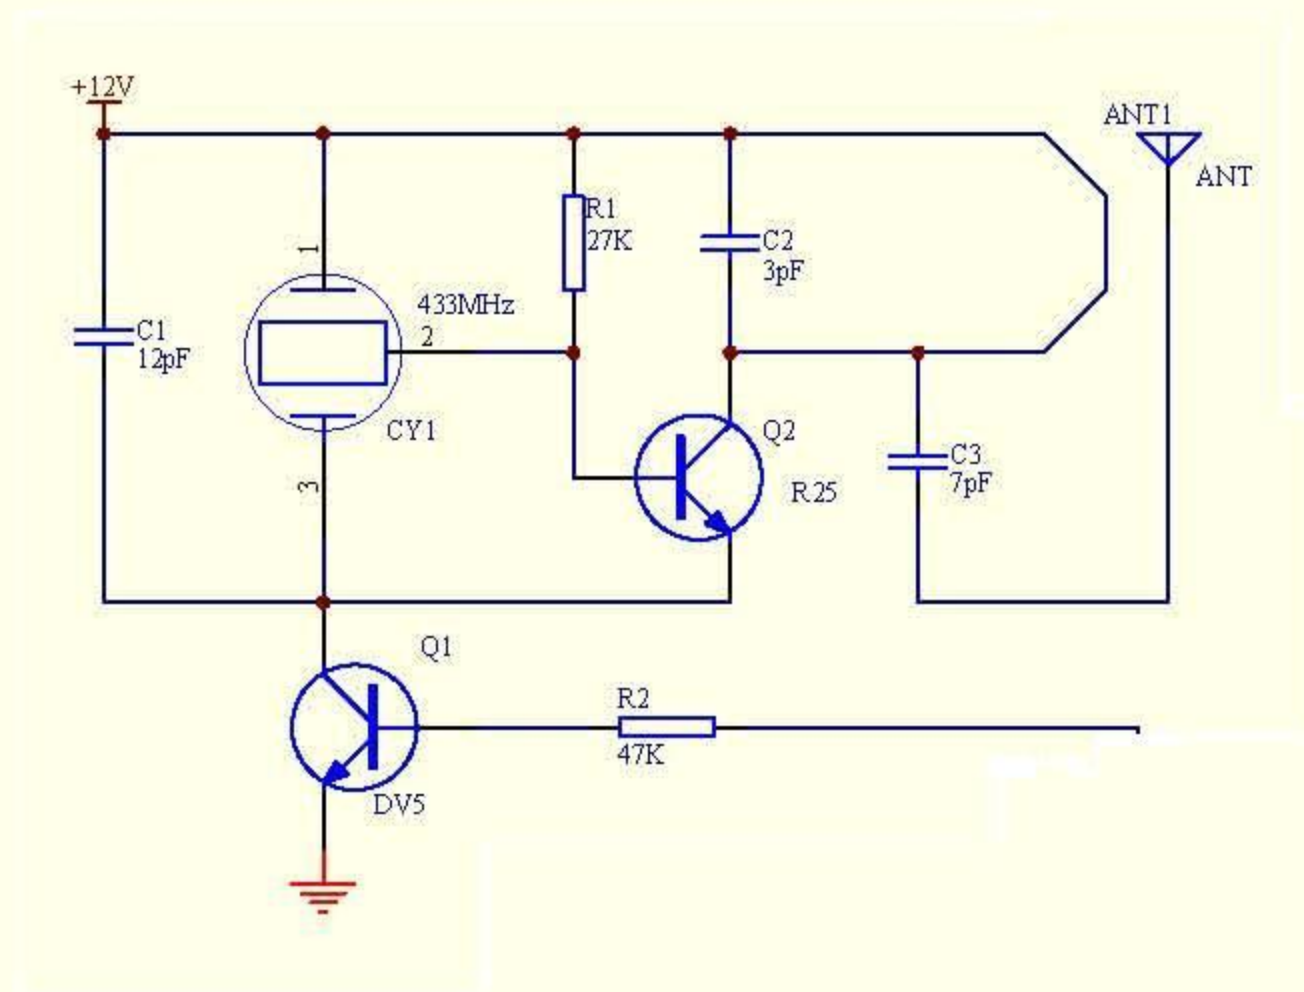 +12V
ANT1
ANT
R1
27K
C2
3pF
1
433MHz
2
C1
12pF
CY1
Q2
C3
7pF
R25
3
Q1
R2
47K
DV5